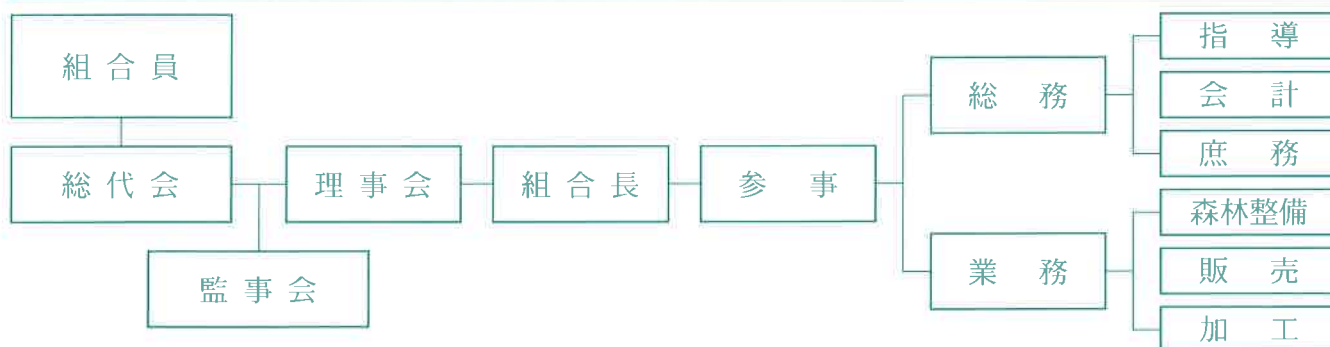 組合員
総代会
監事会
理事会
組合長
参事
総務
指導
会計
庶務
業務
森林整備
販売
加工